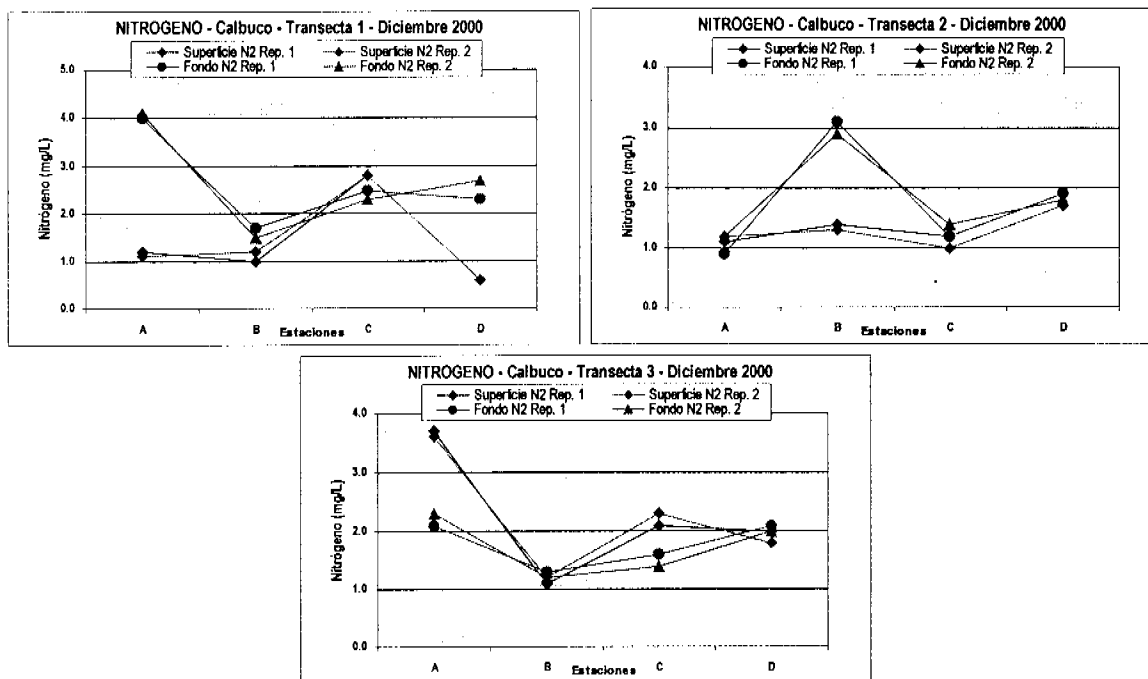 NITROGENO - Calbuco - Transecta 1 - Diciembre 2000
Superficie N2 Rep. 1
Superficie N2 Rep. 2
Fondo N2 Rep. 1
Fondo N2 Rep. 2
Nitrógeno (mg/L)
5.0
4.0
3.0
2.0
1.0
0.0
A
B
C
D
Estaciones
NITROGENO - Calbuco - Transecta 2 - Diciembre 2000
Superficie N2 Rep. 1
Superficie N2 Rep. 2
Fondo N2 Rep. 1
Fondo N2 Rep. 2
Nitrógeno (mg/L)
4.0
3.0
2.0
1.0
0.0
A
B
C
D
Estaciones
NITROGENO - Calbuco - Transecta 3 - Diciembre 2000
Superficie N2 Rep. 1
Superficie N2 Rep. 2
Fondo N2 Rep. 1
Fondo N2 Rep. 2
Nitrógeno (mg/L)
4.0
3.0
2.0
1.0
0.0
A
B
C
D
Estaciones